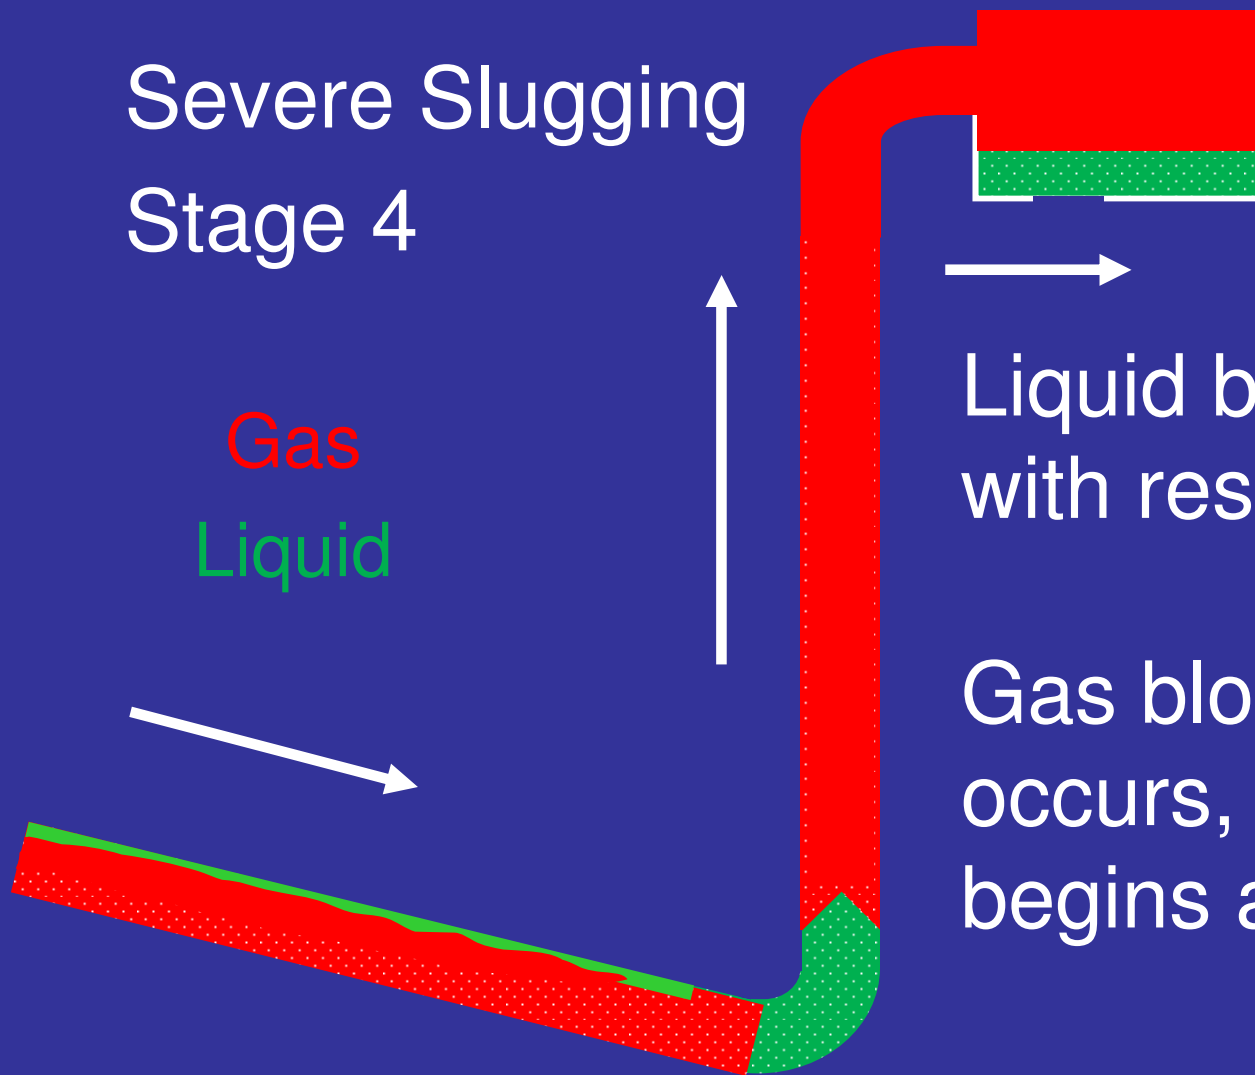 Severe Slugging
Stage 4
Gas
Liquid
Liquid b
with res
Gas blo
occurs,
begins a